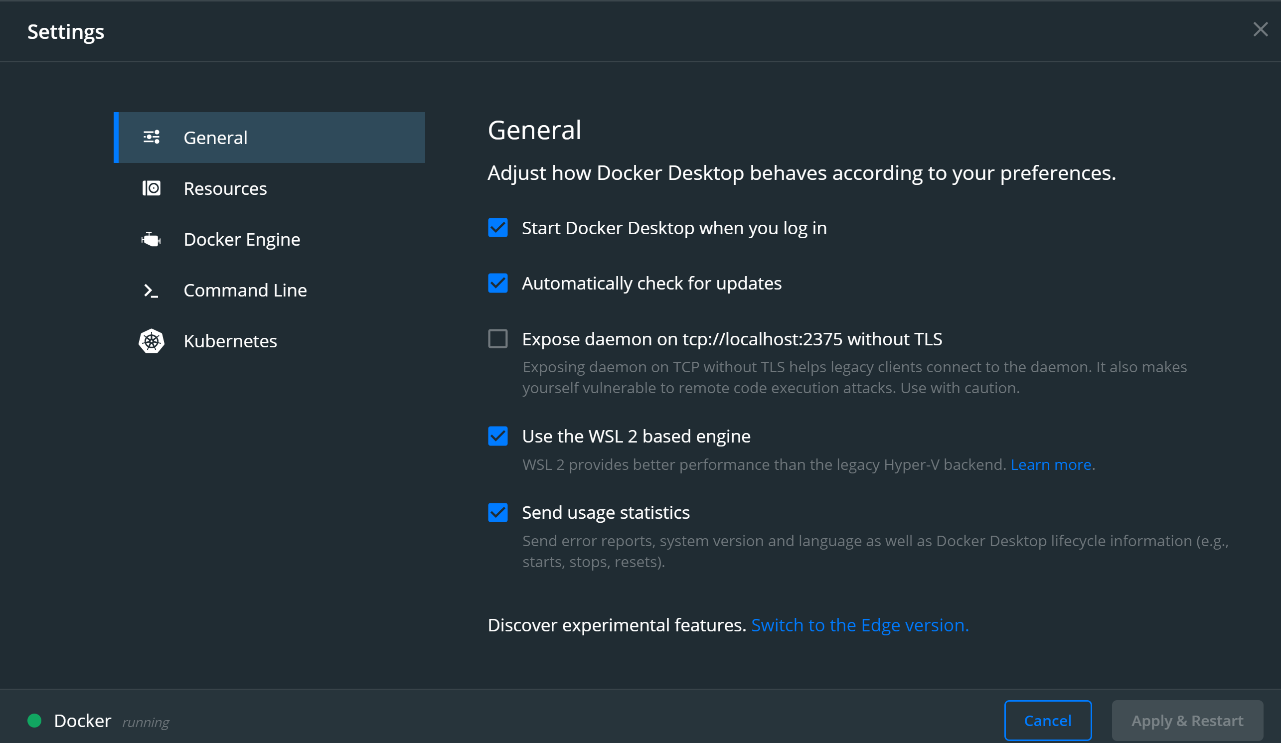 Settings
General
Resources
Docker Engine
Command Line
Kubernetes
General
Adjust how Docker Desktop behaves according to your preferences.
Start Docker Desktop when you log in
Automatically check for updates
Expose daemon on tcp://localhost:2375 without TLS
Exposing daemon on TCP without TLS helps legacy clients connect to the daemon. It also makes
yourself vulnerable to remote code execution attacks. Use with caution.
Use the WSL 2 based engine
WSL 2 provides better performance than the legacy Hyper-V backend. Learn more.
Send usage statistics
Send error reports, system version and language as well as Docker Desktop lifecycle information (e.g.,
starts, stops, resets).
Discover experimental features. Switch to the Edge version.
Docker running
Cancel
Apply & Restart